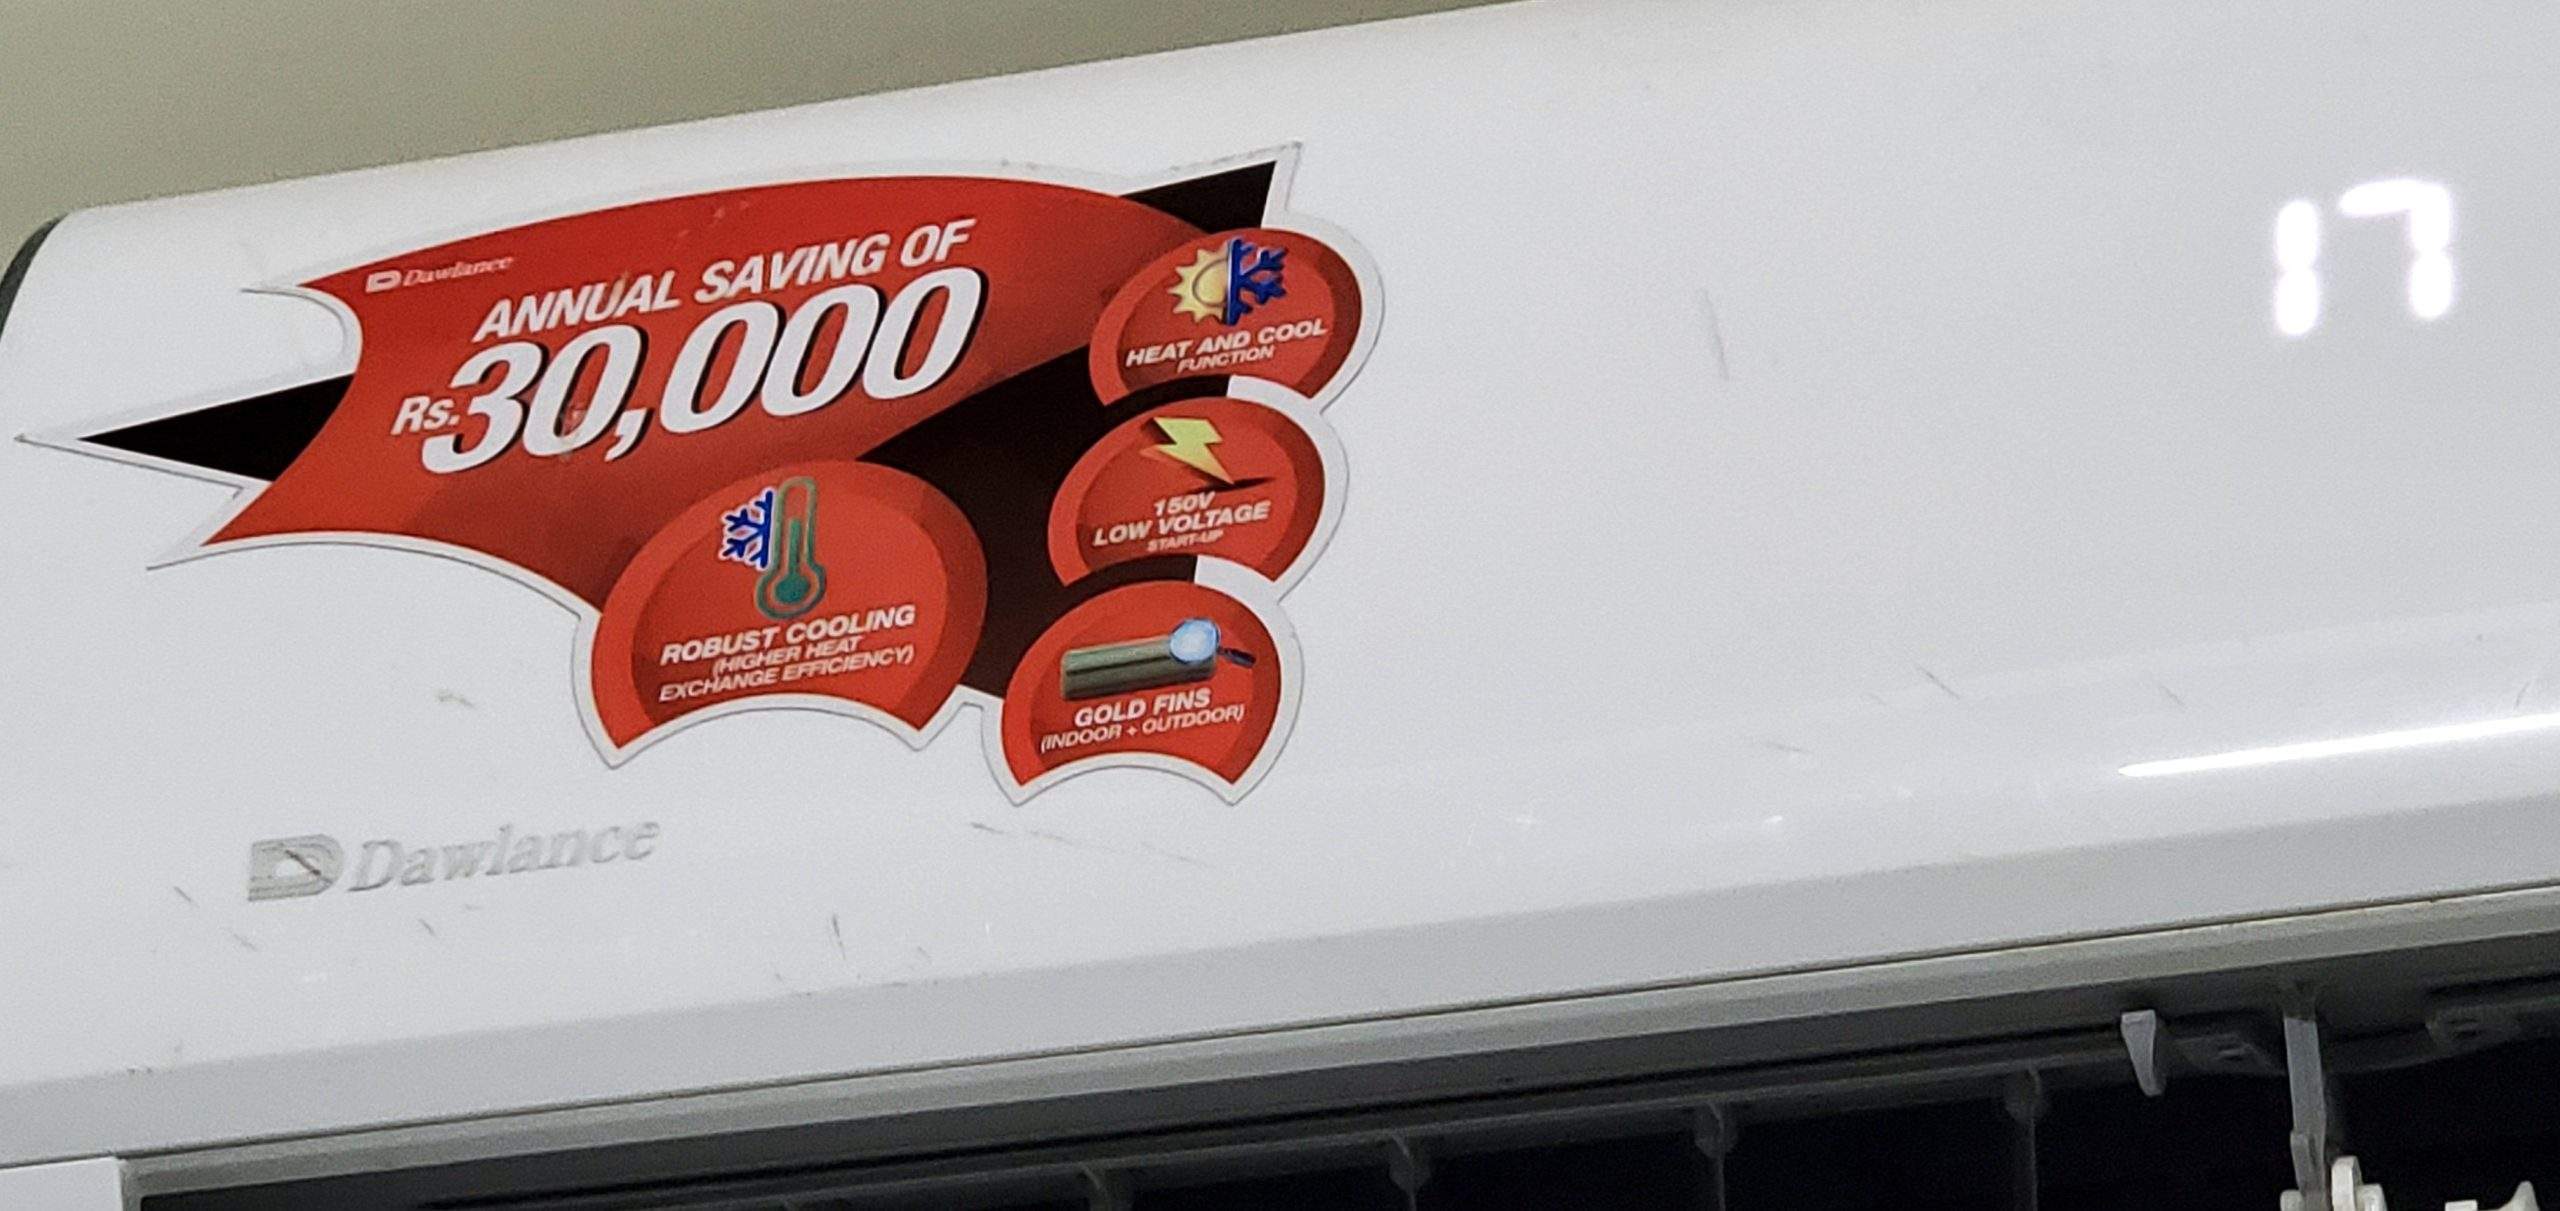 Dawlance
ANNUAL SAVING OF
Rs.30,000
HEAT AND COOL
FUNCTION
150V
LOW VOLTAGE
START-UP
ROBUST COOLING
(HIGHER HEAT
EXCHANGE EFFICIENCY)
GOLD FINS
(INDOOR + OUTDOOR)
17
Dawlance